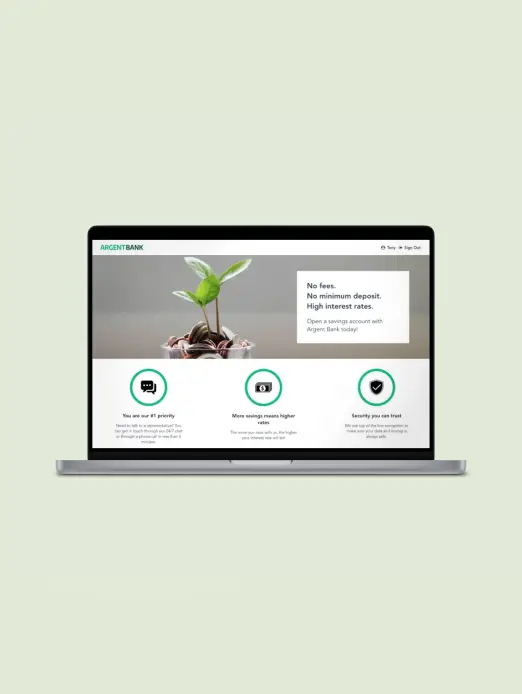 ARGENTBANK
Tony Sign Out
No fees.
No minimum deposit.
High interest rates.
Open a savings account with
Argent Bank today!
You are our #1 priority
Need to talk to a representative? You
can get in touch through our 24/7 chat
or through a phone call in less than 5
minutes.
More savings means higher
rates
The more you save with us, the higher
your interest rate will be!
Security you can trust
We use top of the line encryption to
make sure your data and money is
always safe.